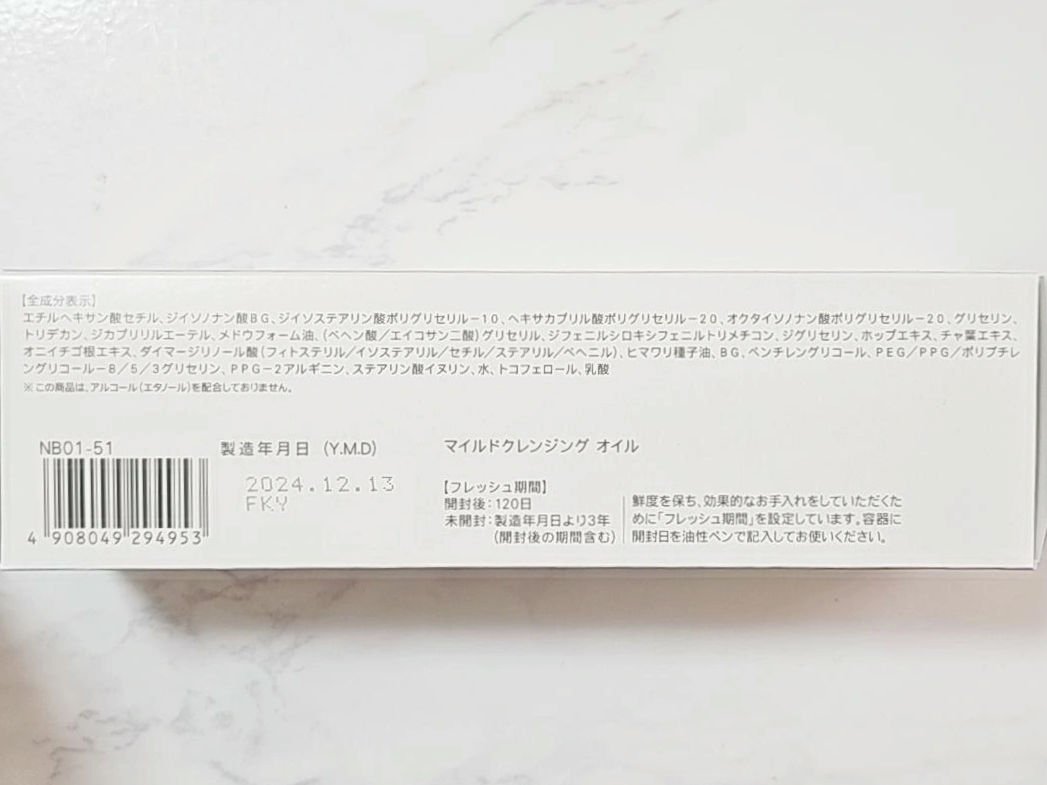 【全成分表示】
エチルヘキサン酸セチル、ジイソノナン酸BG、ジイソステアリン酸ポリグリセリル－10、ヘキサカプリル酸ポリグリセリル－20、オクタイソノナン酸ポリグリセリル－20、グリセリン、
トリデカン、ジカプリリルエーテル、メドウフォーム油、(ベヘン酸／エイコサン二酸)グリセリル、ジフェニルシロキシフェニルトリメチコン、ジグリセリン、ホップエキス、チャ葉エキス、
オニイチゴ根エキス、ダイマージリノール酸(フィトステリル／イソステアリル／セチル／ステアリル／ベヘニル)、ヒマワリ種子油、BG、ペンチレングリコール、PEG／PPG／ポリブチレ
ングリコール－8／5／3グリセリン、PPG－2アルギニン、ステアリン酸イヌリン、水、トコフェロール、乳酸
※この商品は、アルコール(エタノール)を配合しておりません。
NB01-51
4 908049 294953
製造年月日 (Y.M.D)
2024.12.13
FKY
マイルドクレンジング オイル
【フレッシュ期間】
開封後：120日
未開封：製造年月日より3年
(開封後の期間含む)
鮮度を保ち、効果的なお手入れをしていただくた
めに「フレッシュ期間」を設定しています。容器に
開封日を油性ペンで記入してお使いください。